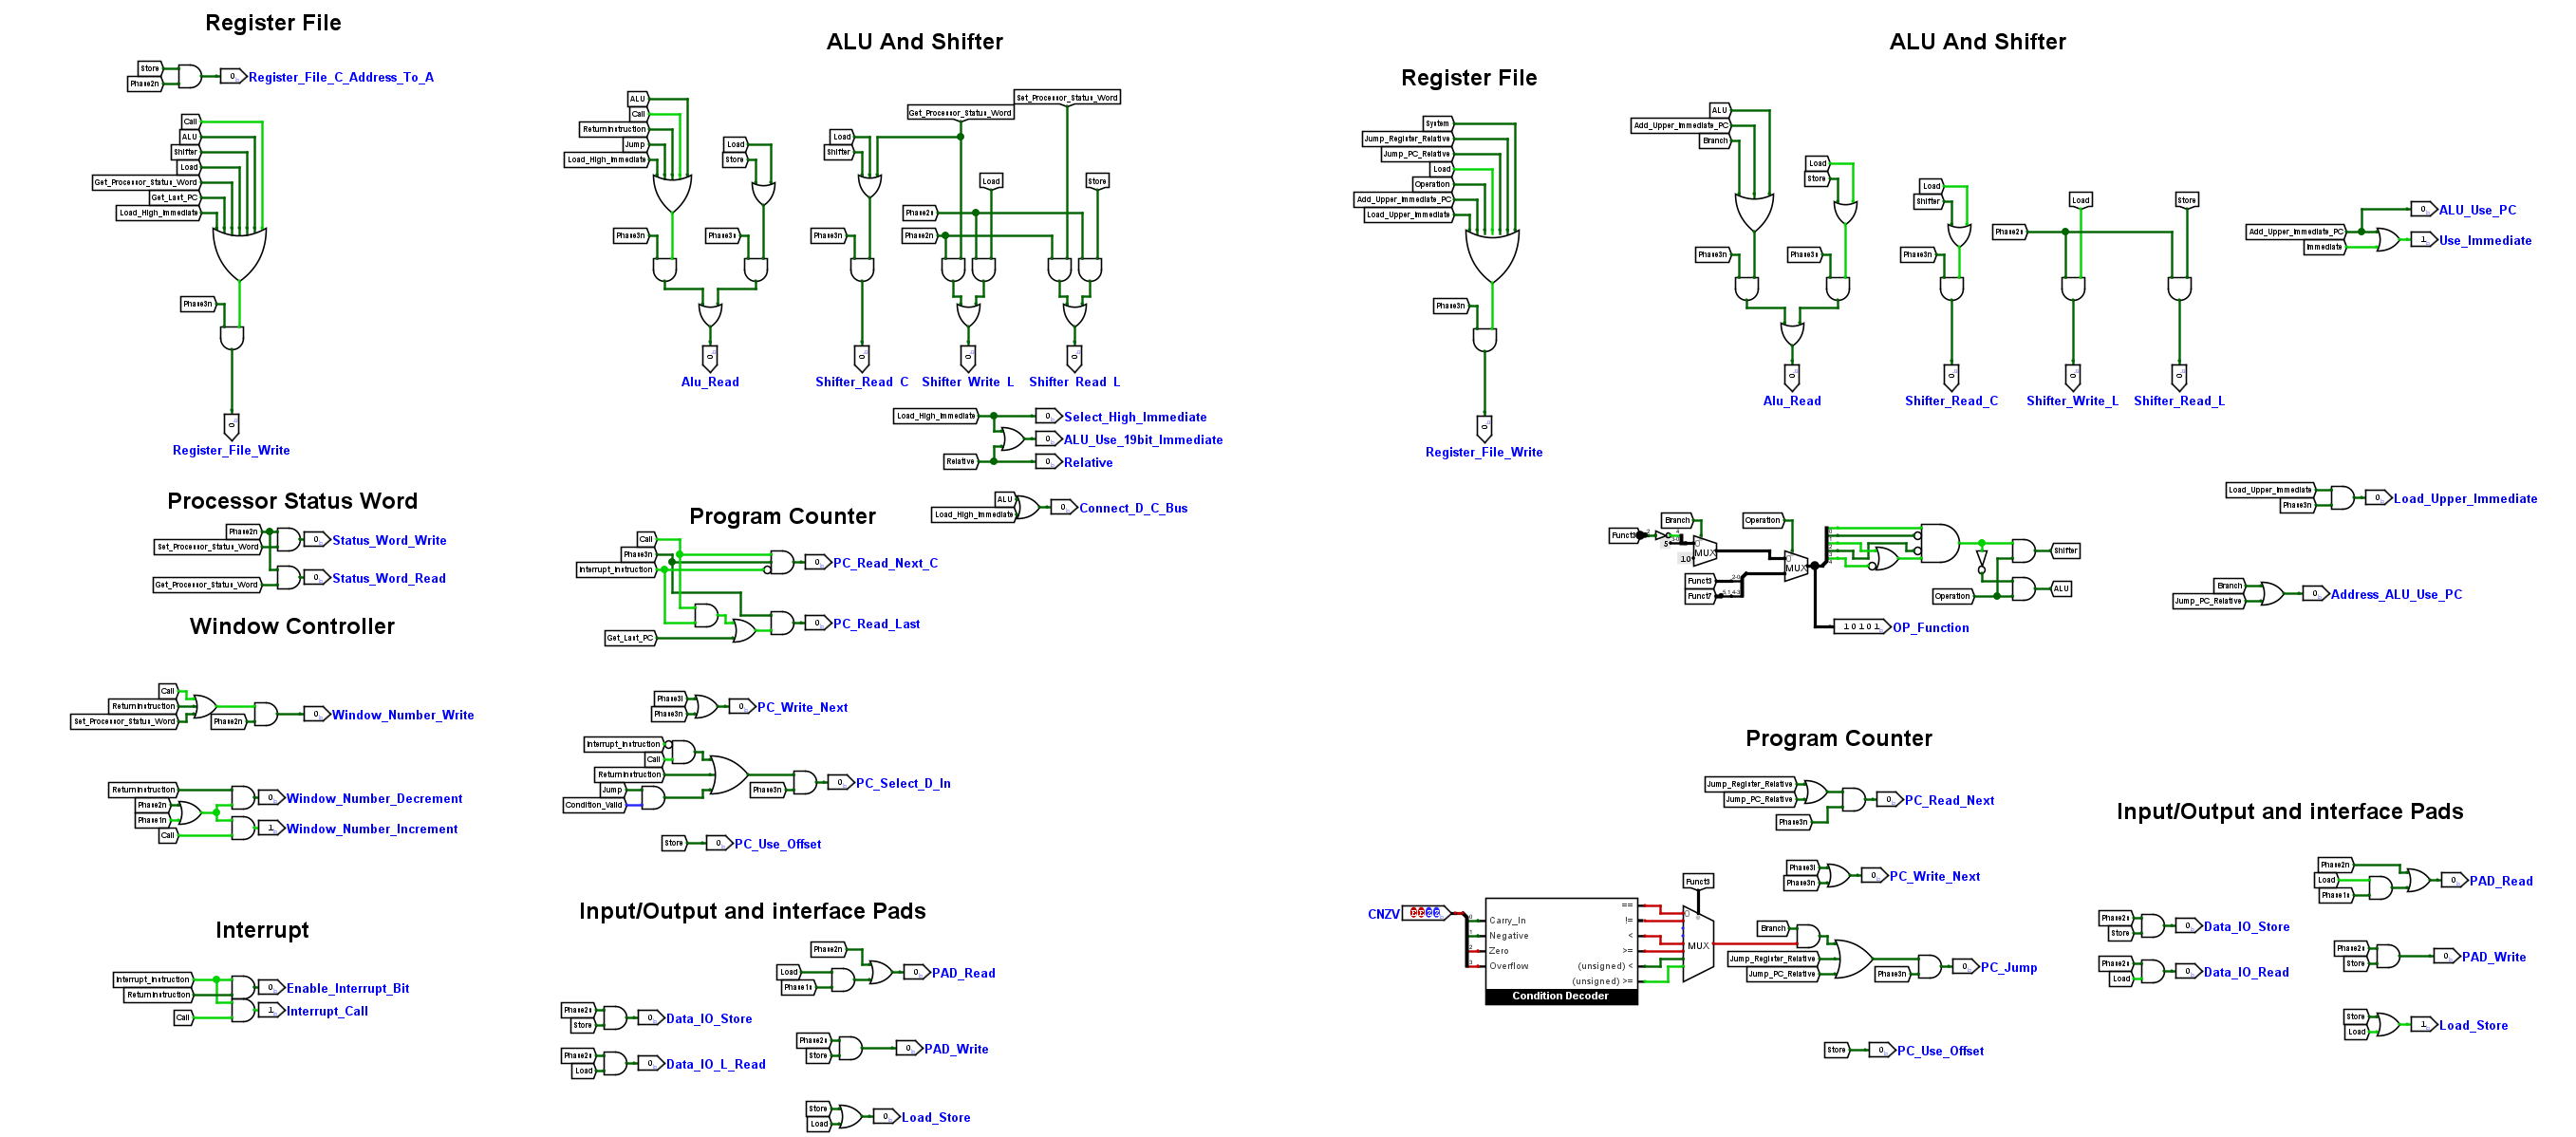 Register File
Store
Phase2n
0
Register_File_C_Address_To_A
Call
ALU
Shifter
Load
Get_Processor_Status_Word
Get_Last_PC
Load_High_Immediate
Phase3n
0
Register_File_Write
Processor Status Word
Phase2n
Set_Processor_Status_Word
0
Status_Word_Write
Get_Processor_Status_Word
0
Status_Word_Read
Window Controller
Call
ReturnInstruction
Set_Processor_Status_Word
Phase2n
0
Window_Number_Write
ReturnInstruction
Phase2n
Phase1n
Call
0
Window_Number_Decrement
1
Window_Number_Increment
Interrupt
Interrupt_Instruction
ReturnInstruction
Call
0
Enable_Interrupt_Bit
1
Interrupt_Call
ALU And Shifter
ALU
Call
ReturnInstruction
Jump
Load_High_Immediate
Phase3n
Load
Store
Phase3s
0
Alu_Read
Load
Shifter
Phase3n
0
Shifter_Read_C
Get_Processor_Status_Word
Set_Processor_Status_Word
Load
Store
Phase2s
Phase2n
0
Shifter_Write_L
0
Shifter_Read_L
Load_High_Immediate
0
Select_High_Immediate
0
ALU_Use_19bit_Immediate
Relative
0
Relative
ALU
Load_High_Immediate
0
Connect_D_C_Bus
Program Counter
Call
Phase3n
Interrupt_Instruction
0
PC_Read_Next_C
Get_Last_PC
0
PC_Read_Last
Phase3i
Phase3n
0
PC_Write_Next
Interrupt_Instruction
Call
ReturnInstruction
Jump
Condition_Valid
Phase3n
0
PC_Select_D_In
Store
0
PC_Use_Offset
Input/Output and interface Pads
Phase2n
Load
Phase1s
0
PAD_Read
Phase2s
Store
0
Data_IO_Store
Phase2s
Store
0
PAD_Write
Phase2s
Load
0
Data_IO_L_Read
Store
Load
0
Load_Store
Register File
System
Jump_Register_Relative
Jump_PC_Relative
Load
Operation
Add_Upper_Immediate_PC
Load_Upper_Immediate
Phase3n
0
Register_File_Write
ALU And Shifter
ALU
Add_Upper_Immediate_PC
Branch
Phase3n
Load
Store
Phase3s
0
Alu_Read
Load
Shifter
Phase3n
0
Shifter_Read_C
Phase2s
Load
Store
0
Shifter_Write_L
0
Shifter_Read_L
Add_Upper_Immediate_PC
Immediate
0
ALU_Use_PC
1
Use_Immediate
Load_Upper_Immediate
Phase3n
0
Load_Upper_Immediate
Funct3
Branch
5
10
MUX
Operation
Funct3
Funct7
MUX
Operation
Shifter
ALU
10101
OP_Function
Branch
Jump_PC_Relative
0
Address_ALU_Use_PC
Program Counter
Jump_Register_Relative
Jump_PC_Relative
Phase3n
0
PC_Read_Next
Phase3i
Phase3n
0
PC_Write_Next
CNZV
Carry_In
Negative
Zero
Overflow
==
!=
<
>=
(unsigned) <
(unsigned) >=
Condition Decoder
Funct3
MUX
Branch
Jump_Register_Relative
Jump_PC_Relative
Phase3n
0
PC_Jump
Store
0
PC_Use_Offset
Input/Output and interface Pads
Phase2n
Load
Phase1s
0
PAD_Read
Phase2s
Store
0
Data_IO_Store
Phase2s
Store
0
PAD_Write
Phase2s
Load
0
Data_IO_Read
Store
Load
1
Load_Store